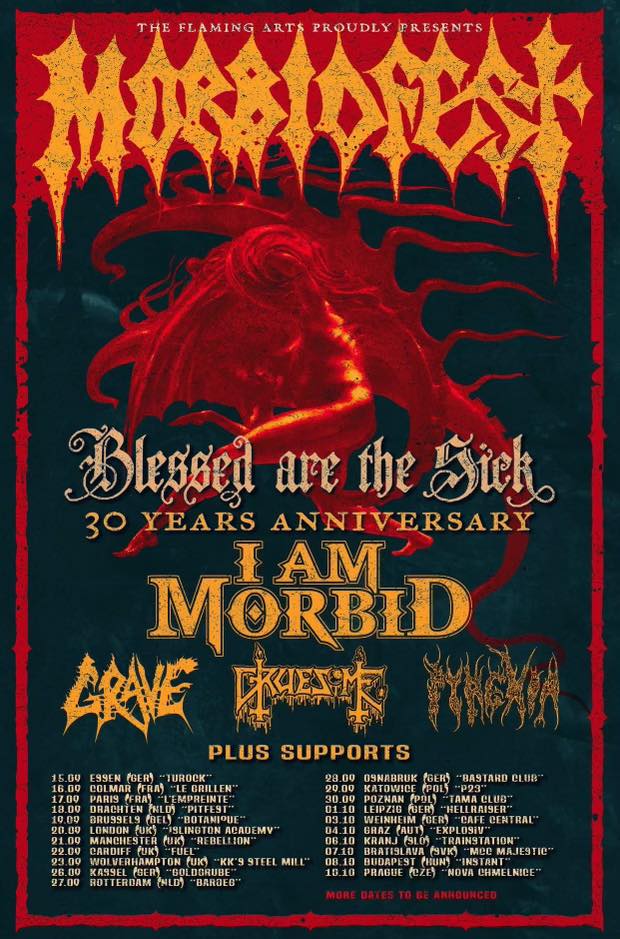 THE FLAMING ARTS PROUDLY PRESENTS
MORBIDFEST
Blessed are the Sick
30 YEARS ANNIVERSARY
I AM
MORBID
GRAVE GRUESOME PYREXIA
PLUS SUPPORTS
15.09 ESSEN (GER) "TUROCK"
16.09 COLMAR (FRA) "LE GRILLEN"
17.09 PARIS (FRA) "L'EMPREINTE"
18.09 DRACHTEN (NLD) "PITFEST"
19.09 BRUSSELS (BEL) "BOTANIQUE"
20.09 LONDON (UK) "ISLINGTON ACADEMY"
21.09 MANCHESTER (UK) "REBELLION"
22.09 CARDIFF (UK) "FUEL"
23.09 WOLVERHAMPTON (UK) "KK'S STEEL MILL"
26.09 KASSEL (GER) "GOLDGRUBE"
27.09 ROTTERDAM (NLD) "BAROEG"
28.09 OSNABRUK (GER) "BASTARD CLUB"
29.09 KATOWICE (POL) "P23"
30.09 POZNAN (POL) "TAMA CLUB"
01.10 LEIPZIG (GER) "HELLRAISER"
03.10 WEINHEIM (GER) "CAFE CENTRAL"
04.10 GRAZ (AUT) "EXPLOSIV"
06.10 KRANJ (SLO) "TRAINSTATION"
07.10 BRATISLAVA (SVK) "MCC MAJESTIC"
08.10 BUDAPEST (HUN) "INSTANT"
10.10 PRAGUE (CZE) "NOVA CHMELNICE"
MORE DATES TO BE ANNOUNCED